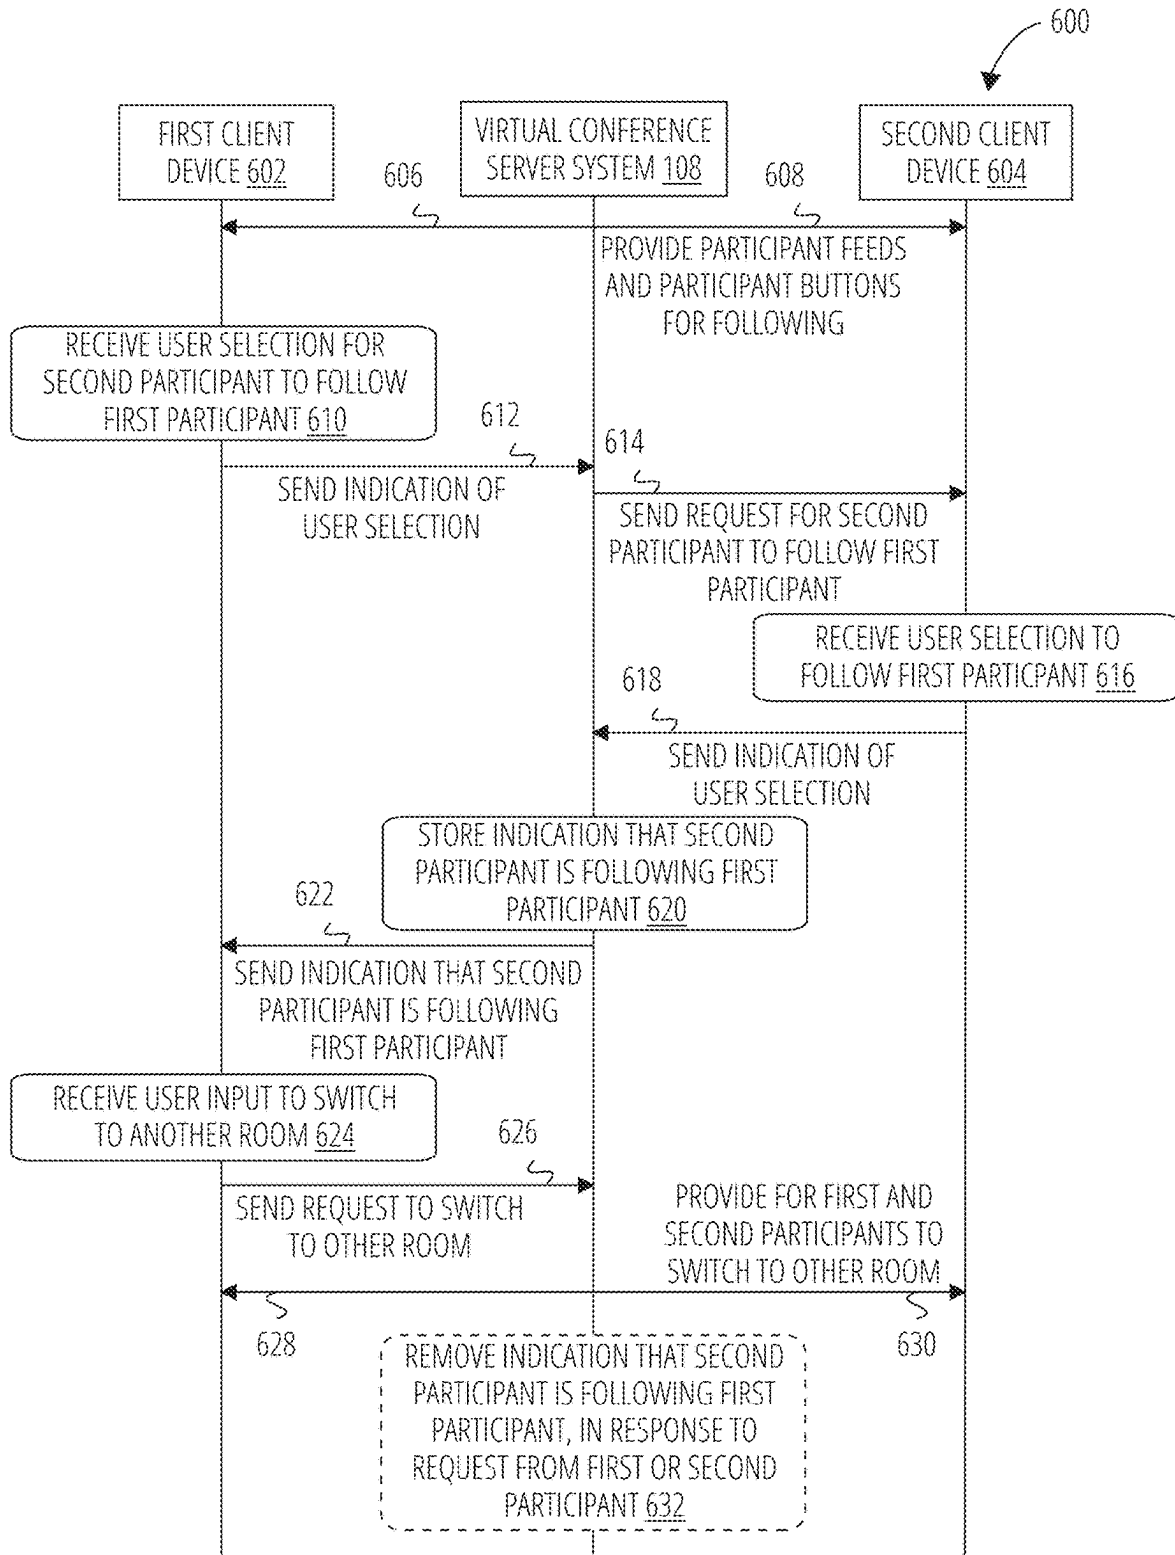 600
FIRST CLIENT
DEVICE 602
VIRTUAL CONFERENCE
SERVER SYSTEM 108
SECOND CLIENT
DEVICE 604
606
608
PROVIDE PARTICIPANT FEEDS
AND PARTICIPANT BUTTONS
FOR FOLLOWING
RECEIVE USER SELECTION FOR
SECOND PARTICIPANT TO FOLLOW
FIRST PARTICIPANT 610
612
SEND INDICATION OF
USER SELECTION
614
SEND REQUEST FOR SECOND
PARTICIPANT TO FOLLOW FIRST
PARTICIPANT
RECEIVE USER SELECTION TO
FOLLOW FIRST PARTICPANT 616
618
SEND INDICATION OF
USER SELECTION
STORE INDICATION THAT SECOND
PARTICIPANT IS FOLLOWING FIRST
PARTICIPANT 620
622
SEND INDICATION THAT SECOND
PARTICIPANT IS FOLLOWING
FIRST PARTICIPANT
RECEIVE USER INPUT TO SWITCH
TO ANOTHER ROOM 624
626
SEND REQUEST TO SWITCH
TO OTHER ROOM
PROVIDE FOR FIRST AND
SECOND PARTICIPANTS TO
SWITCH TO OTHER ROOM
628
630
REMOVE INDICATION THAT SECOND
PARTICIPANT IS FOLLOWING FIRST
PARTICIPANT, IN RESPONSE TO
REQUEST FROM FIRST OR SECOND
PARTICIPANT 632